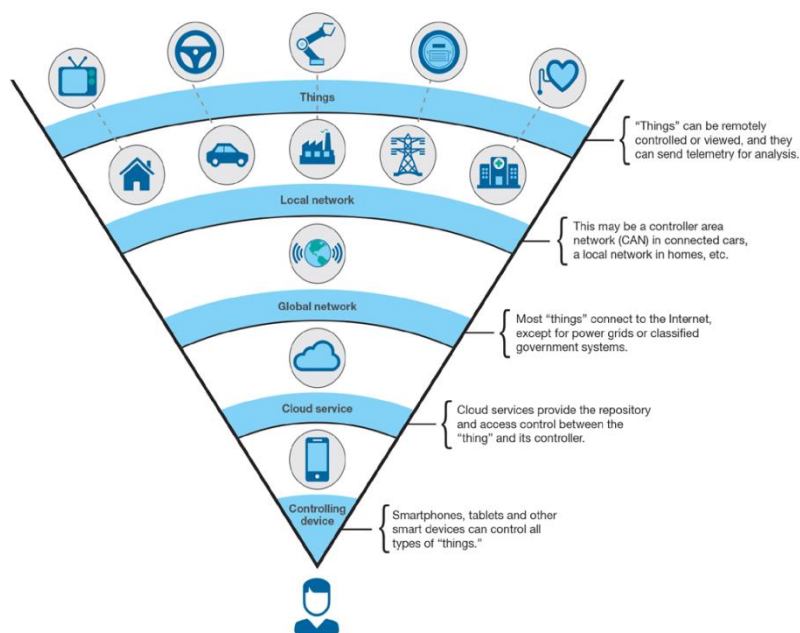 Things
“Things” can be remotely
controlled or viewed, and they
can send telemetry for analysis.
Local network
This may be a controller area
network (CAN) in connected cars,
a local network in homes, etc.
Global network
Most “things” connect to the Internet,
except for power grids or classified
government systems.
Cloud service
Cloud services provide the repository
and access control between the
“thing” and its controller.
Controlling
device
Smartphones, tablets and other
smart devices can control all
types of “things.”